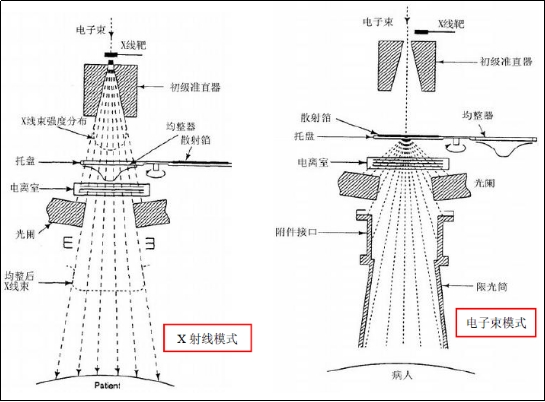 电子束
X线靶
初级准直器
X线束强度分布
均整器
散射箔
托盘
电离室
光阑
均整后
X线束
X 射线模式
Patient
电子束
X线靶
初级准直器
散射箔
均整器
托盘
电离室
光阑
附件接口
限光筒
电子束模式
病人